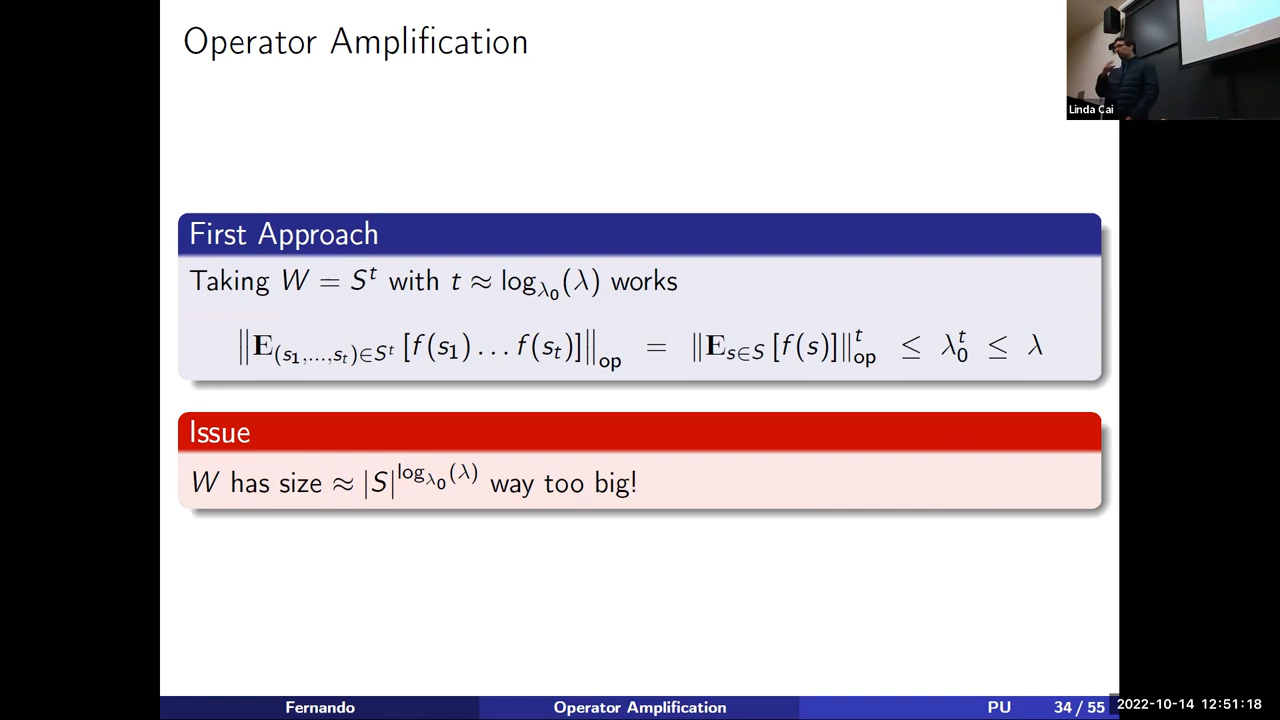 Operator Amplification
Linda Cai
First Approach
Taking W = S^t with t ≈ log_{λ_0}(λ) works
‖E_{(s_1,...,s_t)∈S^t} [f(s_1) . . . f(s_t)]‖_op = ‖E_{s∈S} [f(s)]‖^t_op ≤ λ_0^t ≤ λ
Issue
W has size ≈ |S|^{log_{λ_0}(λ)} way too big!
Fernando
Operator Amplification
PU
34 / 55
2022-10-14 12:51:18